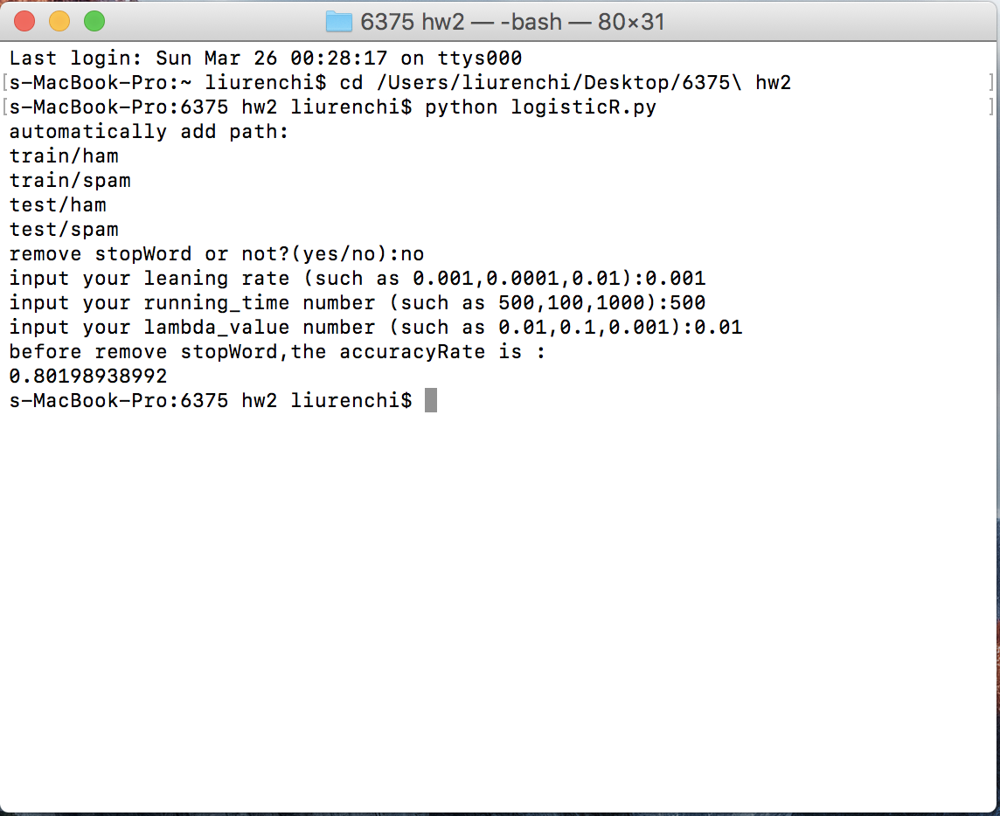 6375 hw2 — -bash — 80×31
Last login: Sun Mar 26 00:28:17 on ttys000
[s-MacBook-Pro:~ liurenchi$ cd /Users/liurenchi/Desktop/6375\ hw2 ]
[s-MacBook-Pro:6375 hw2 liurenchi$ python logisticR.py ]
automatically add path:
train/ham
train/spam
test/ham
test/spam
remove stopWord or not?(yes/no):no
input your leaning rate (such as 0.001,0.0001,0.01):0.001
input your running_time number (such as 500,100,1000):500
input your lambda_value number (such as 0.01,0.1,0.001):0.01
before remove stopWord,the accuracyRate is :
0.80198938992
s-MacBook-Pro:6375 hw2 liurenchi$